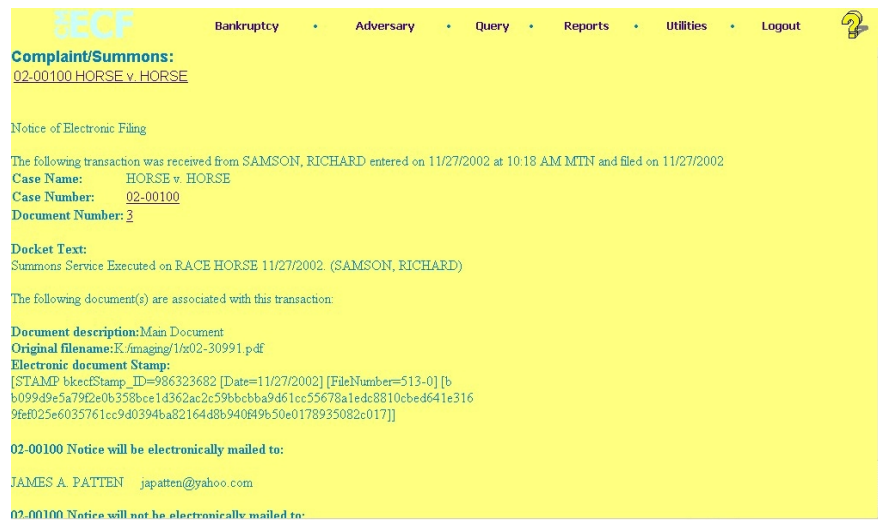 ECF Bankruptcy • Adversary • Query • Reports • Utilities • Logout ?
Complaint/Summons:
02-00100 HORSE v. HORSE
Notice of Electronic Filing
The following transaction was received from SAMSON, RICHARD entered on 11/27/2002 at 10:18 AM MTN and filed on 11/27/2002
Case Name: HORSE v. HORSE
Case Number: 02-00100
Document Number: 3
Docket Text:
Summons Service Executed on RACE HORSE 11/27/2002. (SAMSON, RICHARD)
The following document(s) are associated with this transaction:
Document description:Main Document
Original filename:K:/imaging/1/x02-30991.pdf
Electronic document Stamp:
[STAMP bkecfStamp_ID=986323682 [Date=11/27/2002] [FileNumber=513-0] [b
b099d9e5a79f2e0b358bce1d362ac2c59bbcbba9d61cc55678a1edc8810cbed641e316
9fef025e6035761cc9d0394ba82164d8b940f49b50e0178935082c017]]
02-00100 Notice will be electronically mailed to:
JAMES A. PATTEN japatten@yahoo.com
02-00100 Notice will not be electronically mailed to: